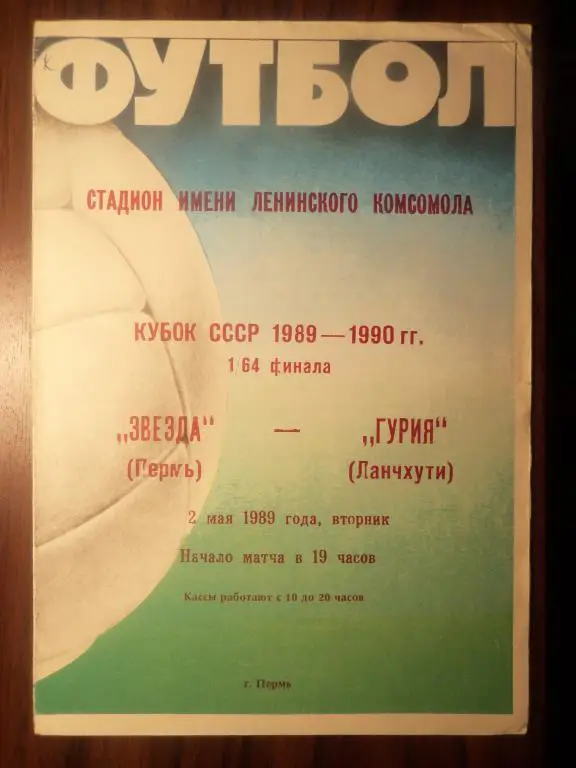 ФУТБОЛ
СТАДИОН ИМЕНИ ЛЕНИНСКОГО КОМСОМОЛА
КУБОК СССР 1989—1990 гг.
1/64 финала
„ЗВЕЗДА“ — „ГУРИЯ“
(Пермь) (Ланчхути)
2 мая 1989 года, вторник
Начало матча в 19 часов
Кассы работают с 10 до 20 часов
г. Пермь